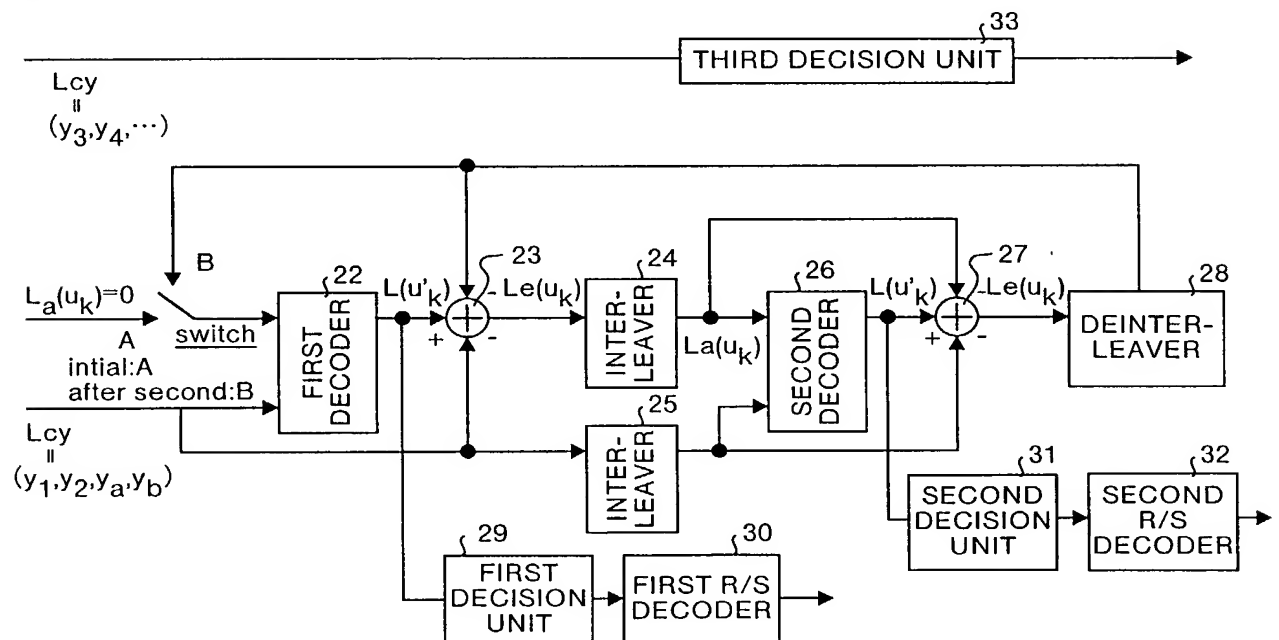 33
THIRD DECISION UNIT
Lcy
=
(y3,y4,⋯)
B
La(uk)=0
A
switch
intial:A
after second:B
Lcy
=
(y1,y2,ya,yb)
22
FIRST
DECODER
L(u'k)
23
+
-
-
Le(uk)
24
INTER-
LEAVER
La(uk)
25
INTER-
LEAVER
26
SECOND
DECODER
L(u'k)
27
+
-
-
Le(uk)
28
DEINTER-
LEAVER
29
FIRST
DECISION
UNIT
30
FIRST R/S
DECODER
31
SECOND
DECISION
UNIT
32
SECOND
R/S
DECODER